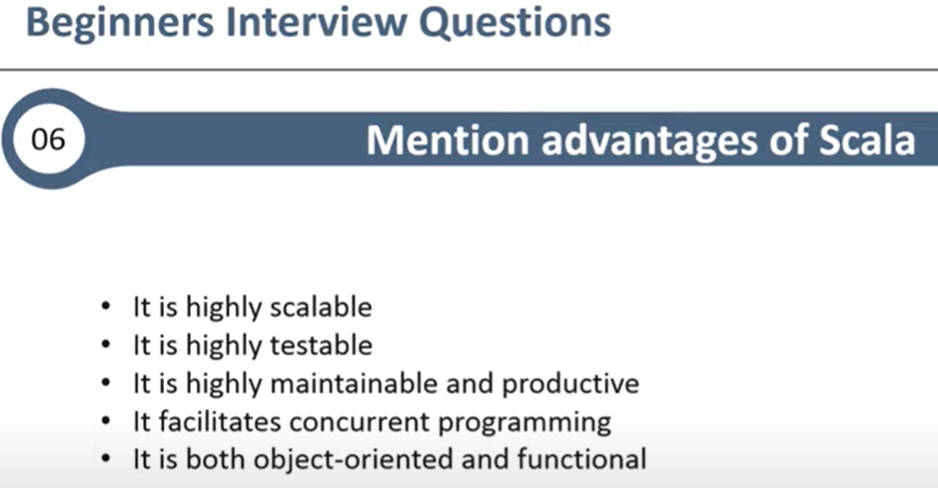 Beginners Interview Questions
06
Mention advantages of Scala
• It is highly scalable
• It is highly testable
• It is highly maintainable and productive
• It facilitates concurrent programming
• It is both object-oriented and functional